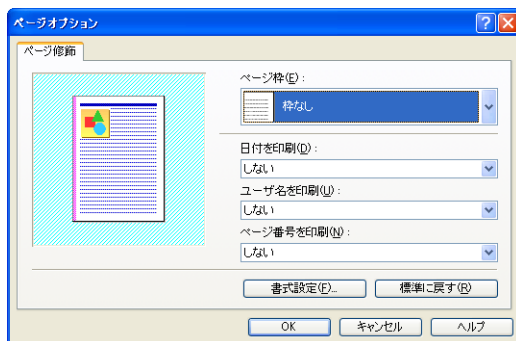 ページオプション
ページ修飾
ページ枠(E):
枠なし
日付を印刷(D):
しない
ユーザ名を印刷(U):
しない
ページ番号を印刷(N):
しない
書式設定(F)... 標準に戻す(R)
OK キャンセル ヘルプ